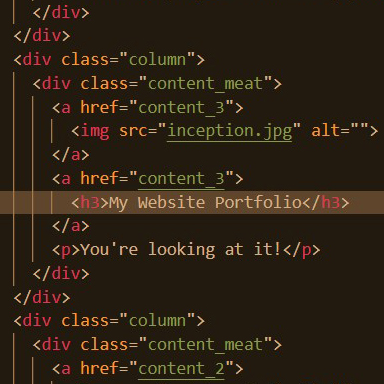 </div>
</div>
<div class="column">
<div class="content_meat">
<a href="content_3">
<img src="inception.jpg" alt="">
</a>
<a href="content_3">
<h3>My Website Portfolio</h3>
</a>
<p>You're looking at it!</p>
</div>
</div>
<div class="column">
<div class="content_meat">
<a href="content_2">